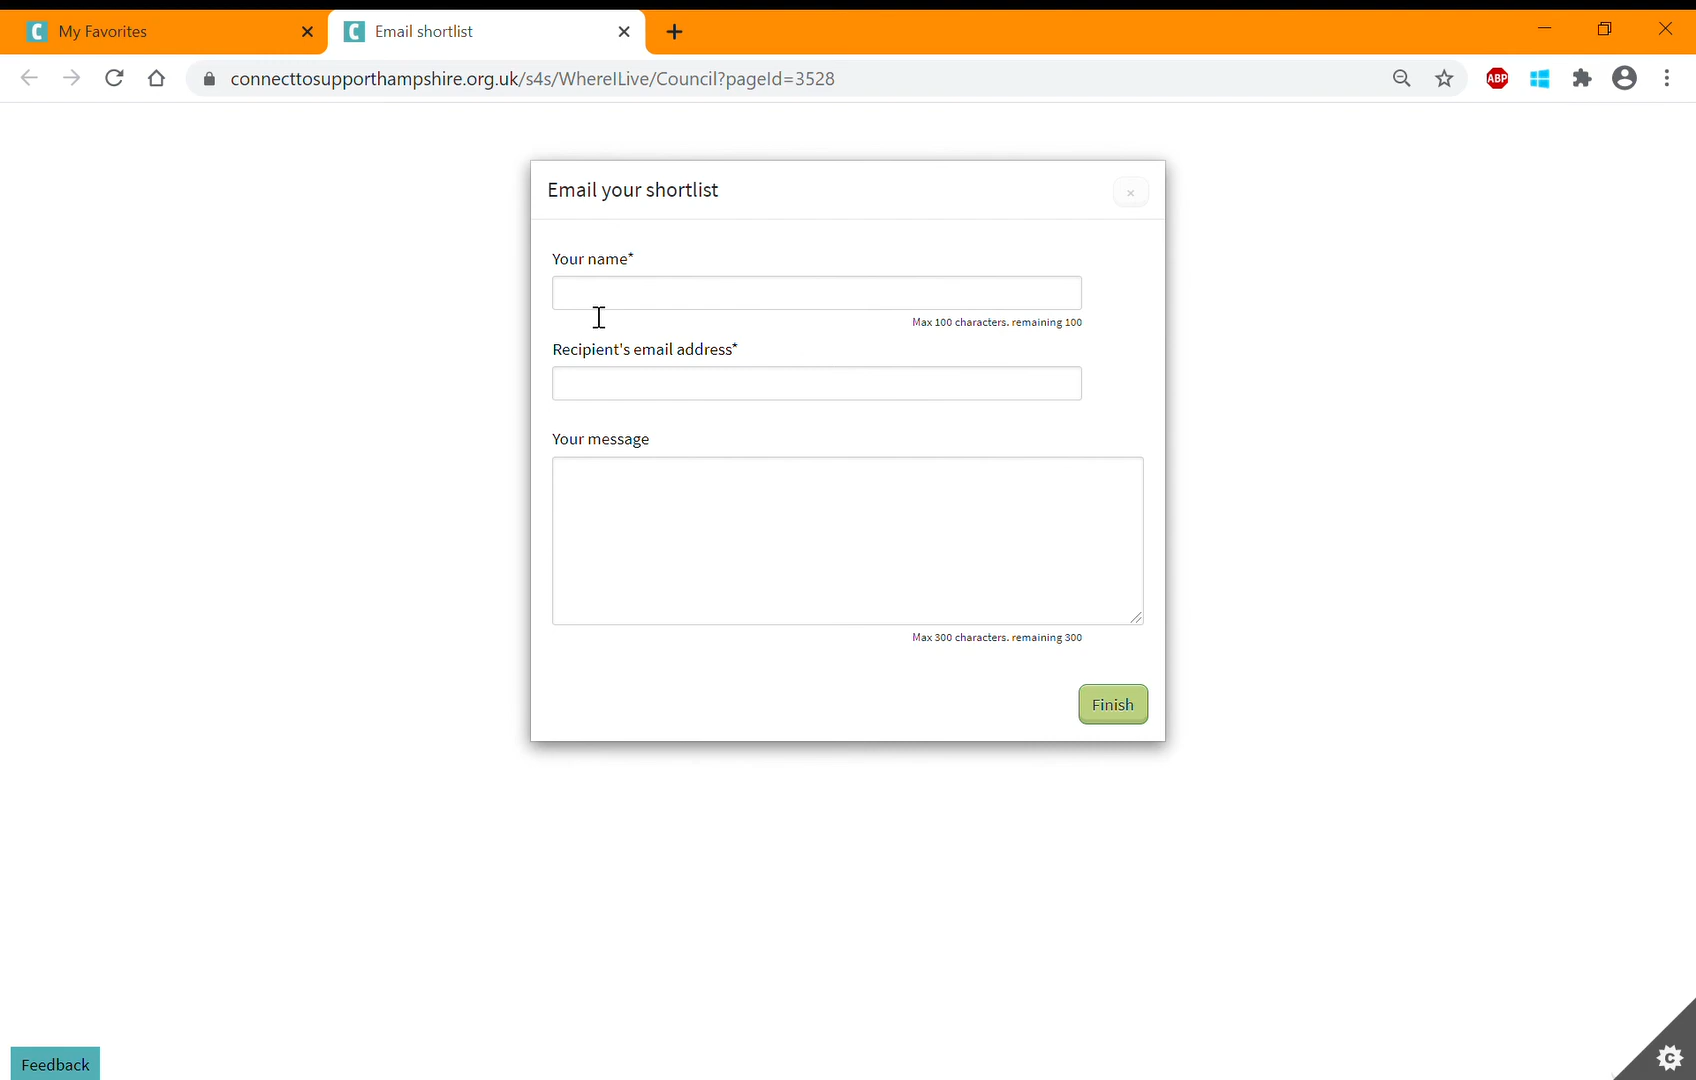 My Favorites
Email shortlist
connecttosupporthampshire.org.uk/s4s/WhereILive/Council?pageId=3528
ABP
Email your shortlist
Your name*
Max 100 characters. remaining 100
Recipient's email address*
Your message
Max 300 characters. remaining 300
Finish
Feedback